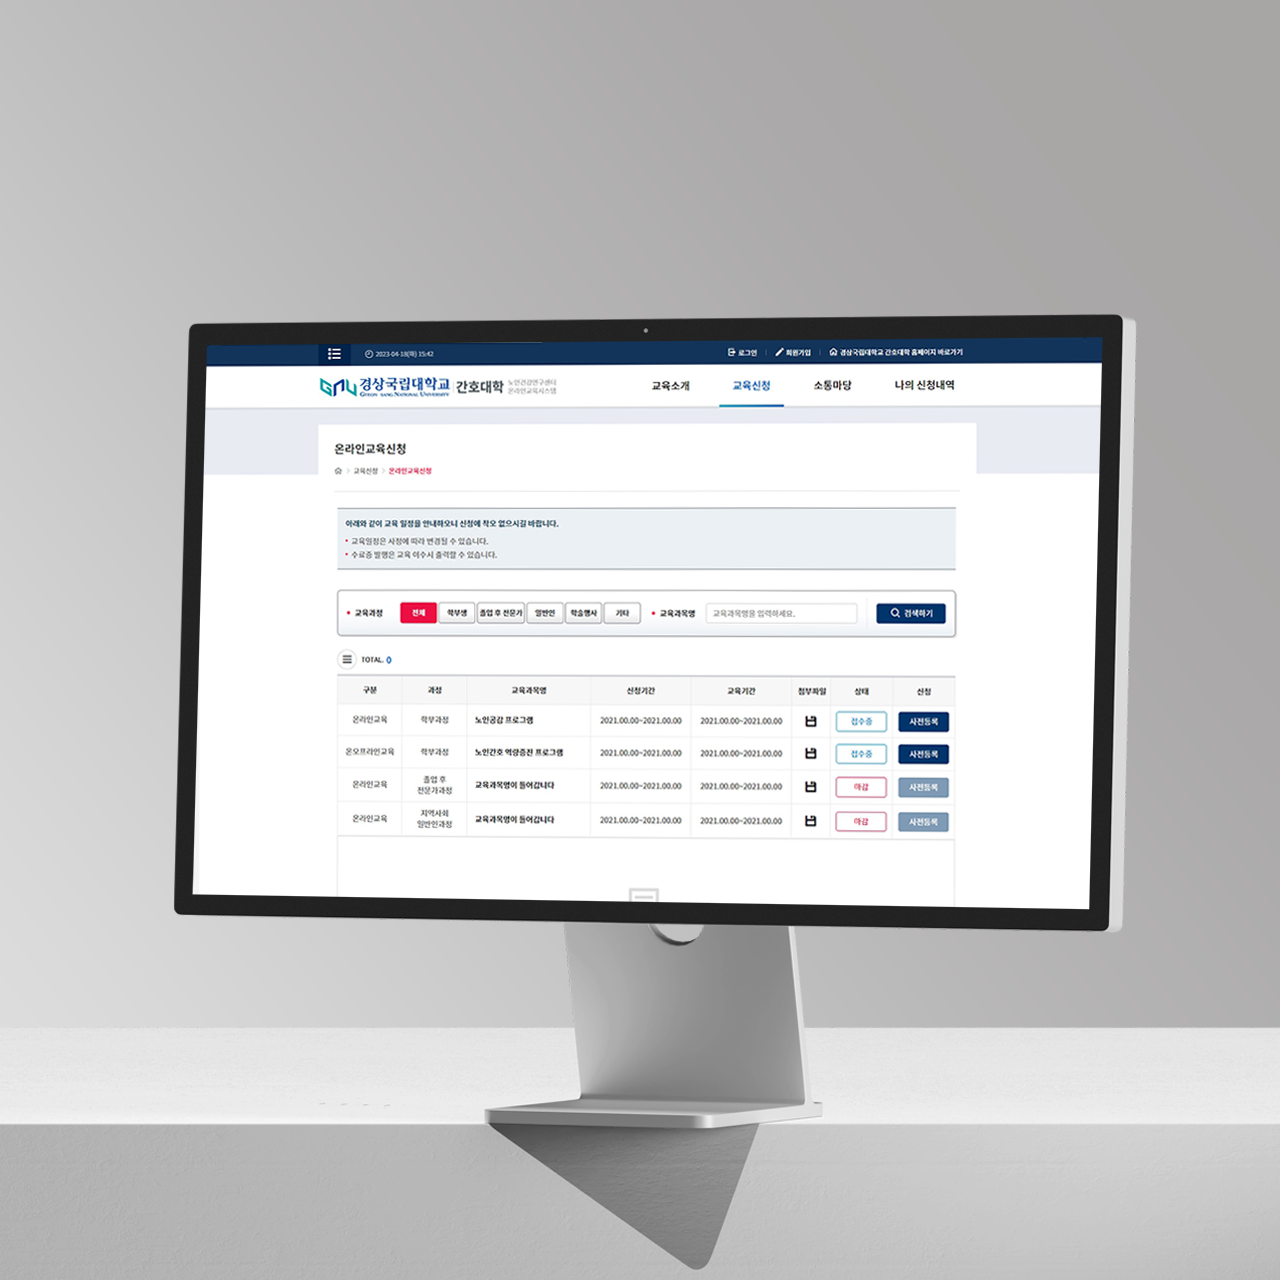 2023-04-18(화) 15:42
로그인
회원가입
경상국립대학교 간호대학 홈페이지 바로가기
경상국립대학교
간호대학
노인건강연구센터
온라인교육시스템
교육소개
교육신청
소통마당
나의 신청내역
온라인교육신청
교육신청 > 온라인교육신청
아래와 같이 교육 일정을 안내하오니 신청에 착오 없으시길 바랍니다.
교육일정은 사정에 따라 변경될 수 있습니다.
수료증 발행은 교육 이수시 출력할 수 있습니다.
교육과정 전체 학부생 졸업 후 전문가 일반인 학술행사 기타 교육과목명 교육과목명을 입력하세요. 검색하기
TOTAL. 0
구분 과정 교육과목명 신청기간 교육기간 첨부파일 상태 신청
온라인교육 학부과정 노인공감 프로그램 2021.00.00~2021.00.00 2021.00.00~2021.00.00 접수중 사전등록
온오프라인교육 학부과정 노인간호 역량증진 프로그램 2021.00.00~2021.00.00 2021.00.00~2021.00.00 접수중 사전등록
온라인교육 졸업 후 전문가과정 교육과목명이 들어갑니다 2021.00.00~2021.00.00 2021.00.00~2021.00.00 마감 사전등록
온라인교육 지역사회 일반인과정 교육과목명이 들어갑니다 2021.00.00~2021.00.00 2021.00.00~2021.00.00 마감 사전등록